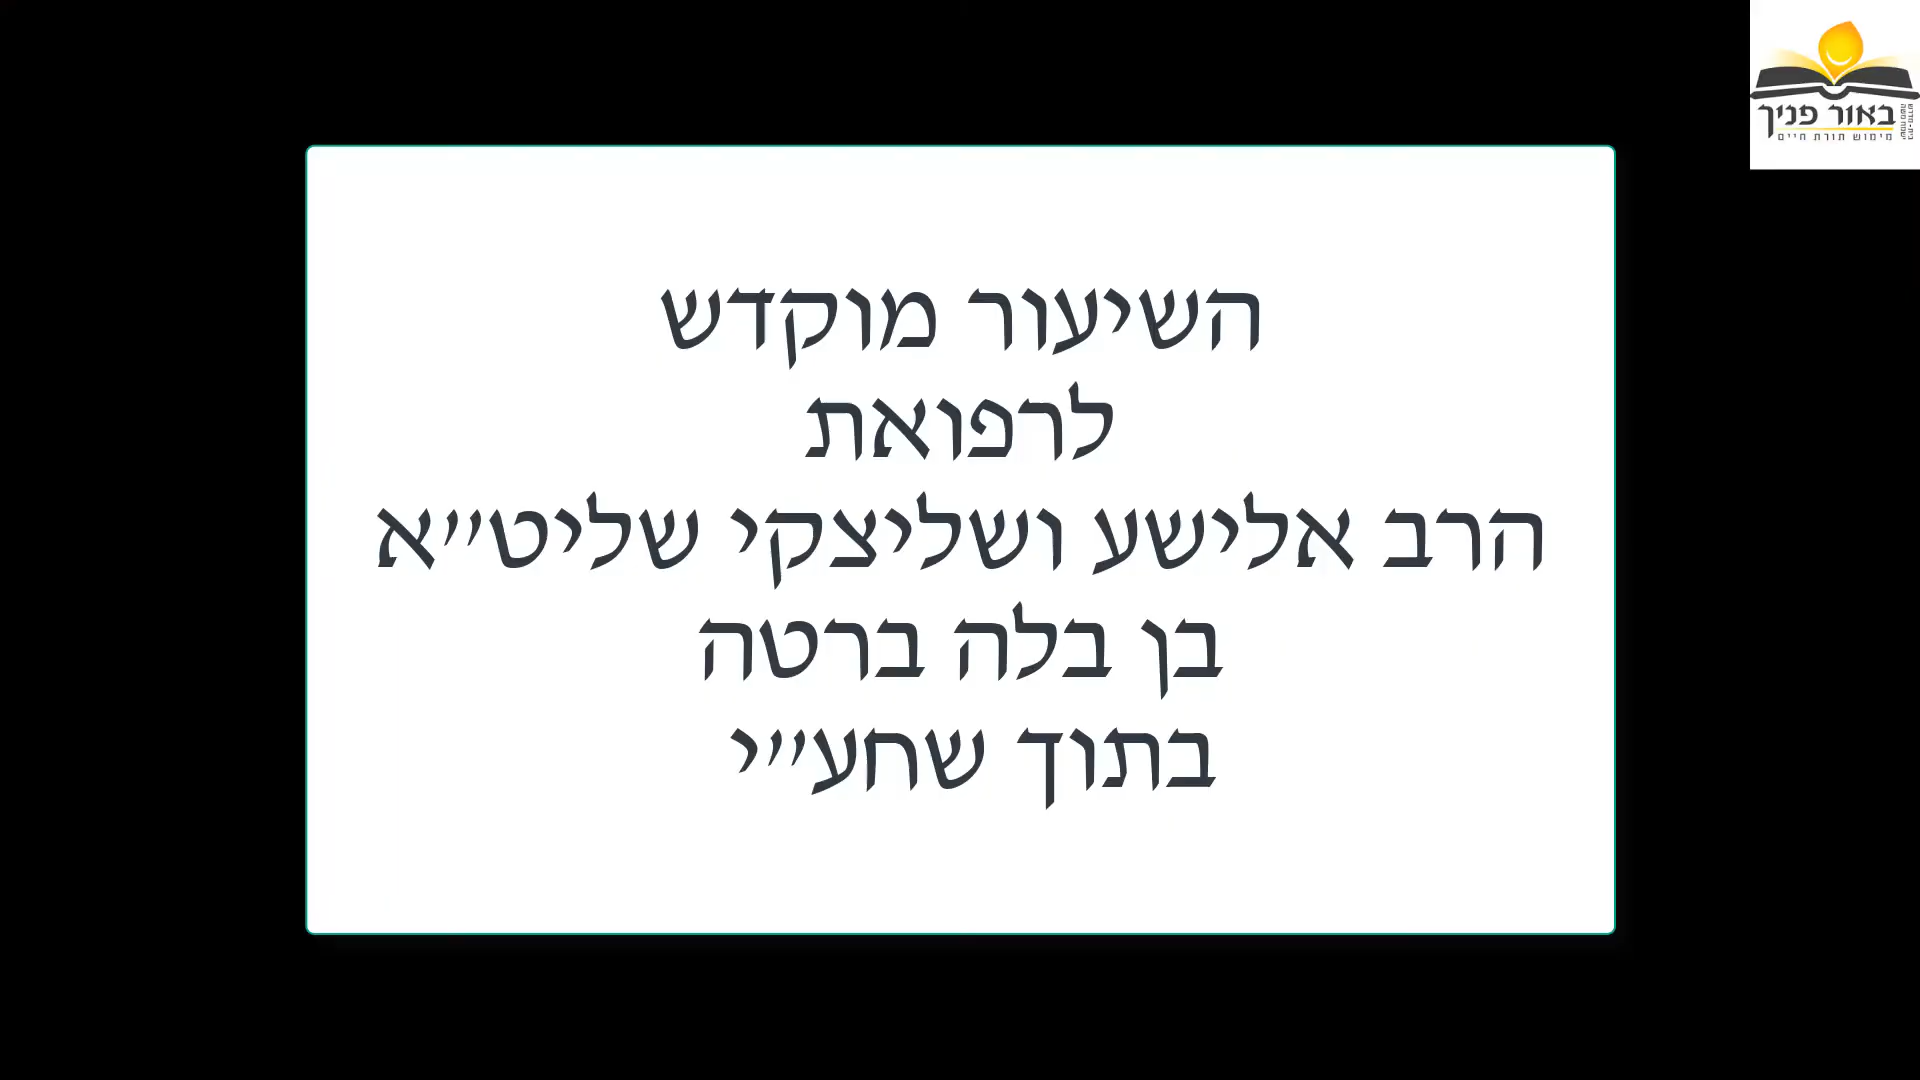 השיעור מוקדש
לרפואת
הרב אלישע ושליצקי שליט״א
בן בלה ברטה
בתוך שחע״י
באור פניך
מימוש תורת חיים